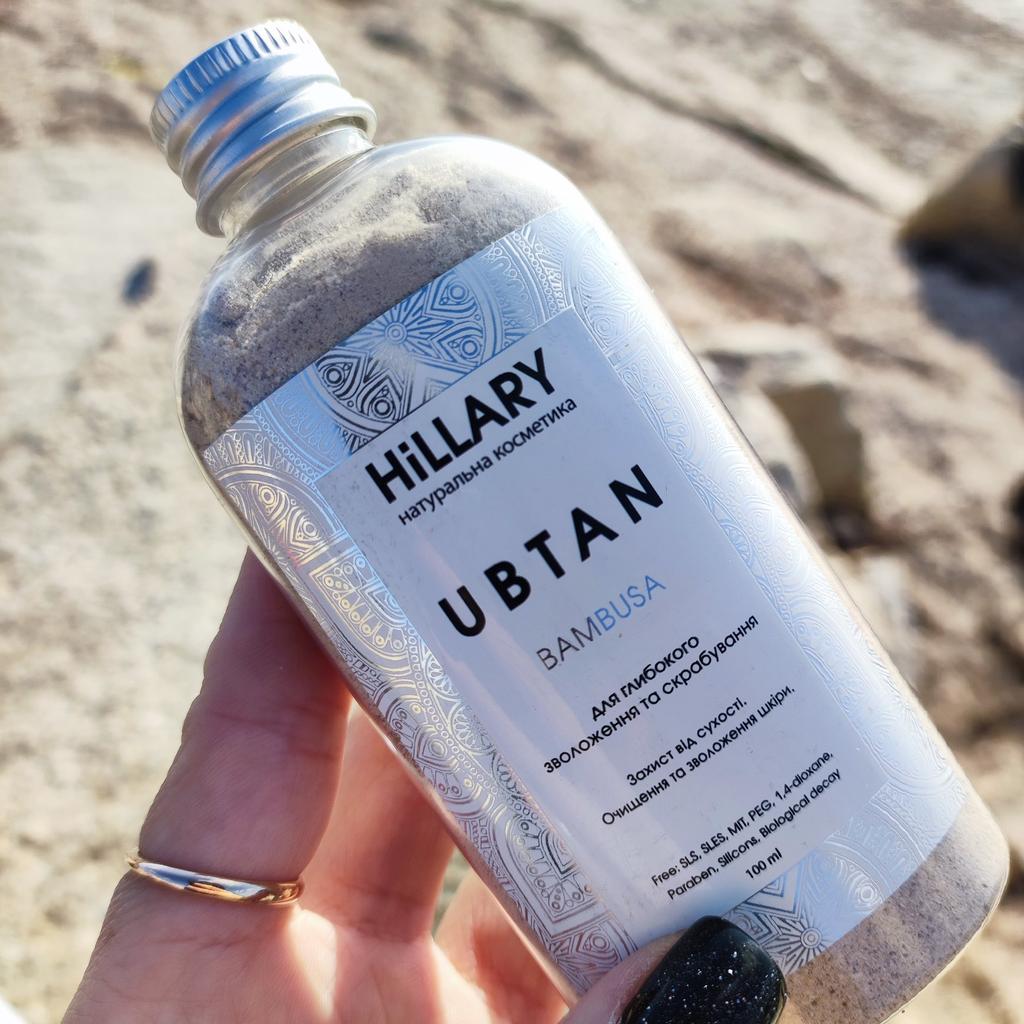 HiLLARY
натуральна косметика
UBTAN
BAMBUSA
для глибокого
зволоження та скрабування
Захист від сухості.
Очищення та зволоження шкіри.
Free: SLS, SLES, MIT, PEG, 1,4-dioxane,
Paraben, Silicons, Biological decay
100 ml